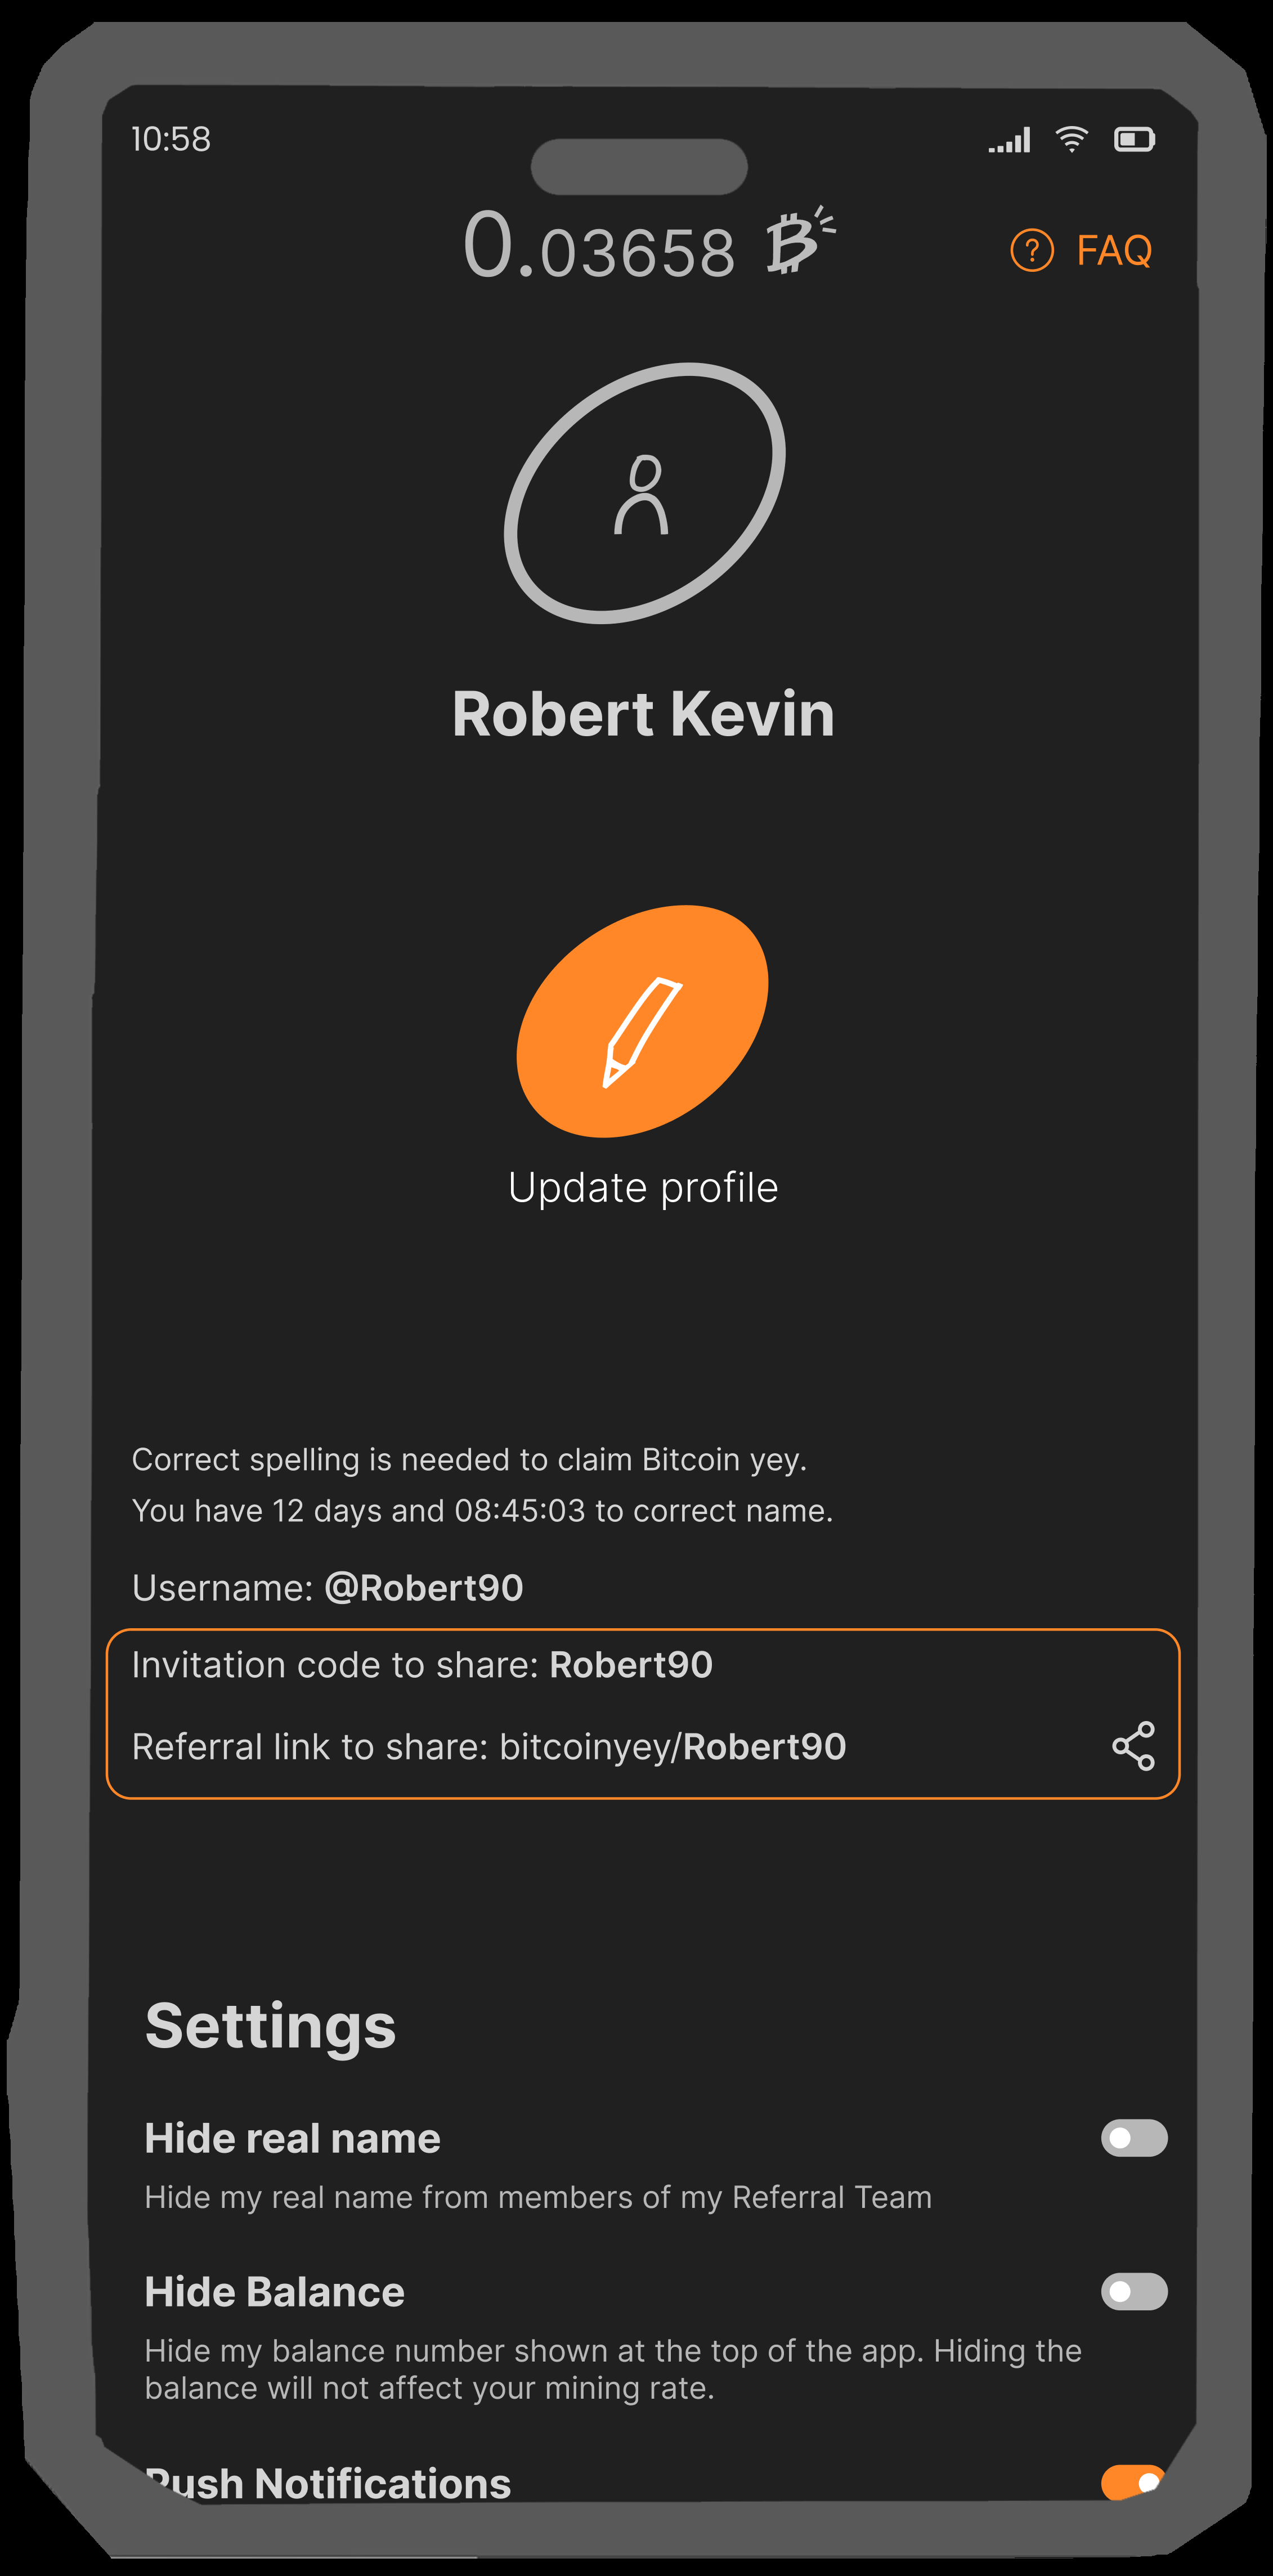 10:58
0.03658 ₿
? FAQ
Robert Kevin
Update profile
Correct spelling is needed to claim Bitcoin yey.
You have 12 days and 08:45:03 to correct name.
Username: @Robert90
Invitation code to share: Robert90
Referral link to share: bitcoinyey/Robert90
Settings
Hide real name
Hide my real name from members of my Referral Team
Hide Balance
Hide my balance number shown at the top of the app. Hiding the
balance will not affect your mining rate.
Push Notifications